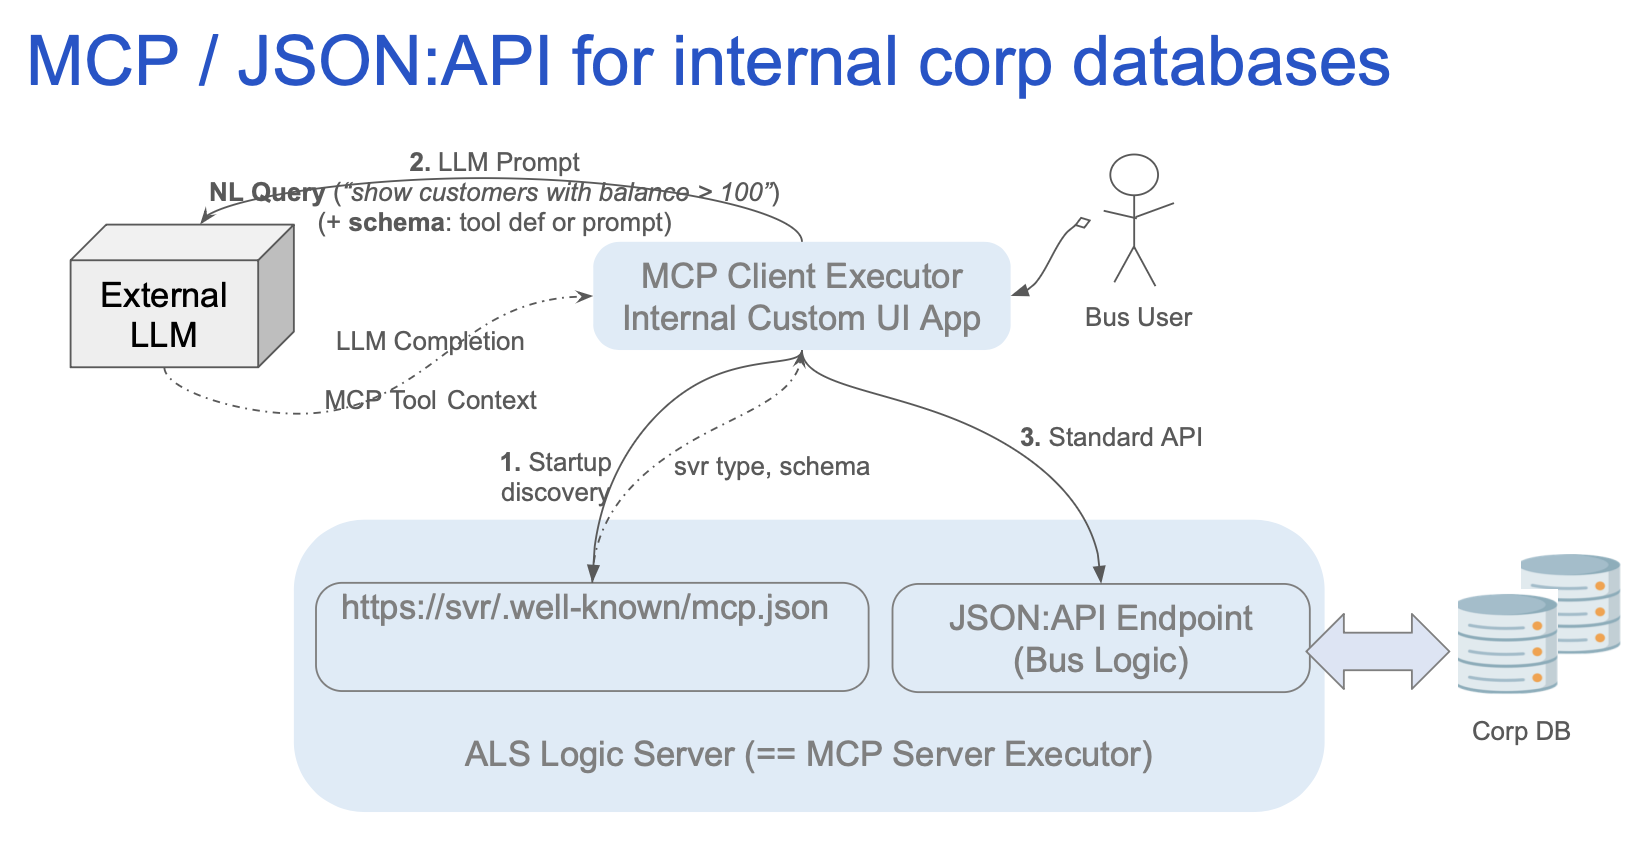 MCP / JSON:API for internal corp databases
2. LLM Prompt
NL Query (“show customers with balance > 100”)
(+ schema: tool def or prompt)
External
LLM
MCP Client Executor
Internal Custom UI App
Bus User
LLM Completion
MCP Tool Context
1. Startup
discovery
svr type, schema
3. Standard API
https://svr/.well-known/mcp.json
JSON:API Endpoint
(Bus Logic)
Corp DB
ALS Logic Server (== MCP Server Executor)